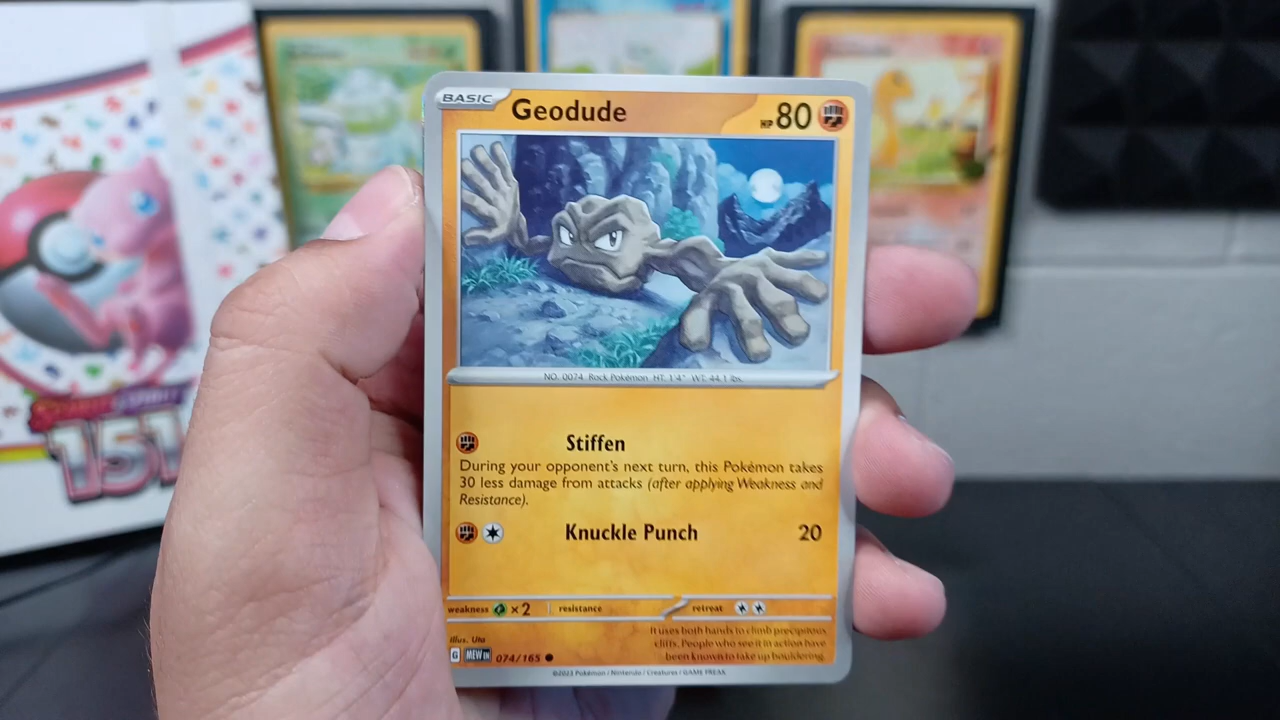 BASIC
Geodude
HP 80
NO. 0074 Rock Pokémon HT: 1'4" WT: 44.1 lbs.
Stiffen
During your opponent's next turn, this Pokémon takes
30 less damage from attacks (after applying Weakness and
Resistance).
Knuckle Punch 20
weakness ×2 resistance retreat
Illus. Uta
It uses both hands to climb precipitous
cliffs. People who see it in action have
been known to take up bouldering.
G MEW EN 074/165
©2023 Pokémon / Nintendo / Creatures / GAME FREAK
151